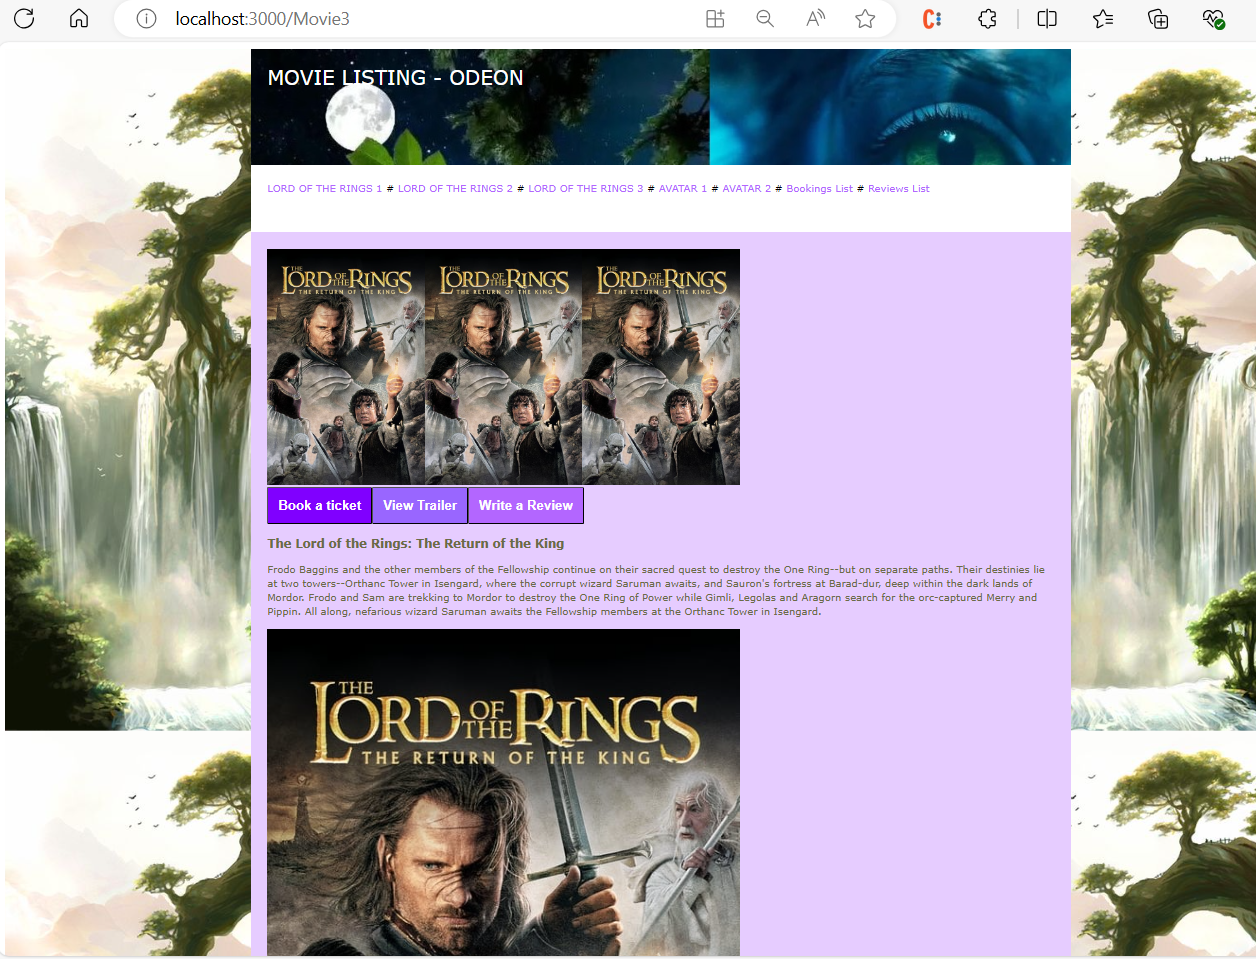 localhost:3000/Movie3
MOVIE LISTING - ODEON
LORD OF THE RINGS 1 # LORD OF THE RINGS 2 # LORD OF THE RINGS 3 # AVATAR 1 # AVATAR 2 # Bookings List # Reviews List
THE LORD OF THE RINGS THE LORD OF THE RINGS THE LORD OF THE RINGS
THE RETURN OF THE KING THE RETURN OF THE KING THE RETURN OF THE KING
Book a ticket View Trailer Write a Review
The Lord of the Rings: The Return of the King
Frodo Baggins and the other members of the Fellowship continue on their sacred quest to destroy the One Ring--but on separate paths. Their destinies lie
at two towers--Orthanc Tower in Isengard, where the corrupt wizard Saruman awaits, and Sauron's fortress at Barad-dur, deep within the dark lands of
Mordor. Frodo and Sam are trekking to Mordor to destroy the One Ring of Power while Gimli, Legolas and Aragorn search for the orc-captured Merry and
Pippin. All along, nefarious wizard Saruman awaits the Fellowship members at the Orthanc Tower in Isengard.
THE LORD OF THE RINGS
THE RETURN OF THE KING